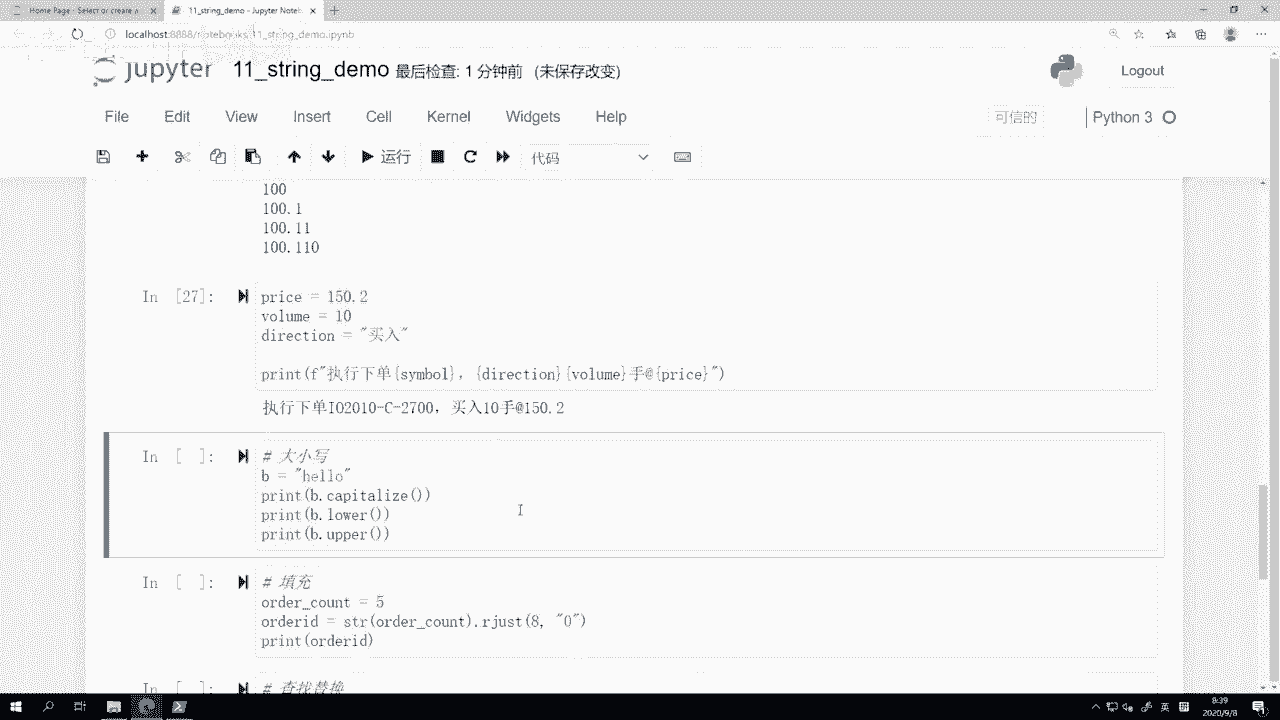 Home Page - Select or create a
11_string_demo - Jupyter Noteb
localhost:8888/notebooks/11_string_demo.ipynb
jupyter 11_string_demo 最后检查: 1 分钟前 (未保存改变)
Logout
File Edit View Insert Cell Kernel Widgets Help
可信的
Python 3
运行
代码
100
100.1
100.11
100.110
In [27]:
price = 150.2
volume = 10
direction = "买入"
print(f"执行下单{symbol}, {direction}{volume}手@{price}")
执行下单IO2010-C-2700, 买入10手@150.2
In [ ]:
# 大小写
b = "hello"
print(b.capitalize())
print(b.lower())
print(b.upper())
In [ ]:
# 填充
order_count = 5
orderid = str(order_count).rjust(8, "0")
print(orderid)
In [ ]:
# 查找替换
英
8:39
2020/9/8